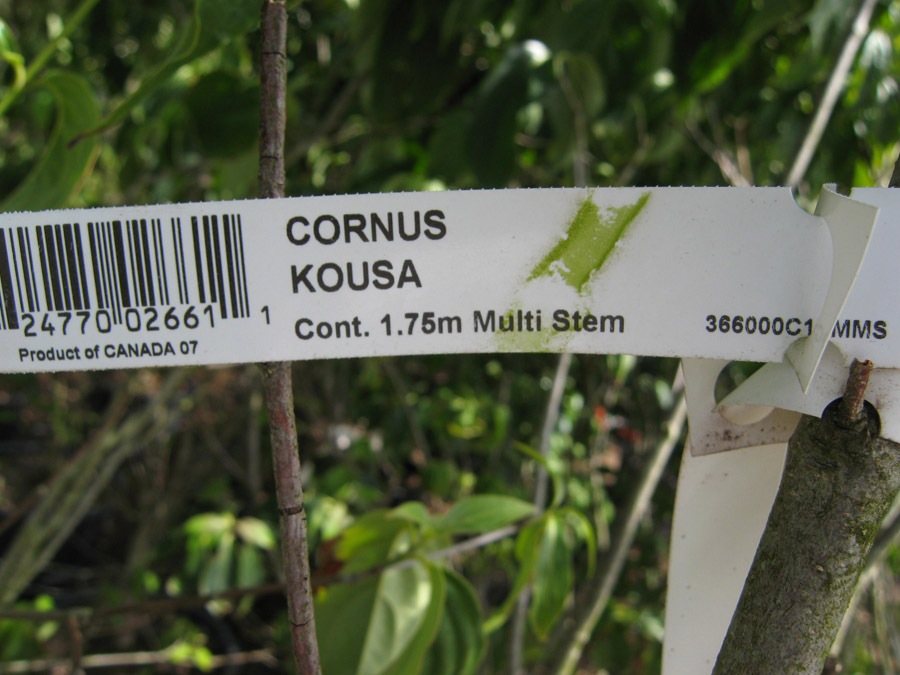 CORNUS
KOUSA
Cont. 1.75m Multi Stem
24770 02661 1
Product of CANADA 07
366000C1 MMS